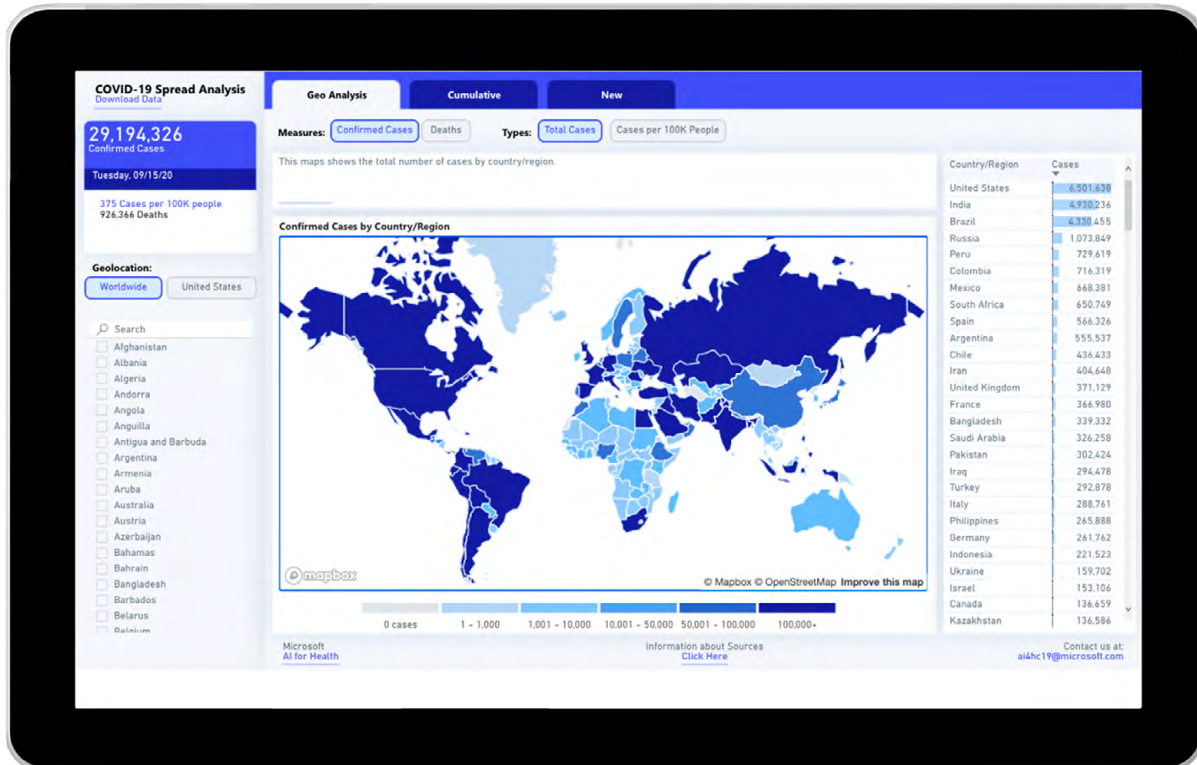 COVID-19 Spread Analysis
Download Data
29,194,326
Confirmed Cases
Tuesday, 09/15/20
375 Cases per 100K people
926,366 Deaths
Geolocation:
Worldwide
United States
Search
Afghanistan
Albania
Algeria
Andorra
Angola
Anguilla
Antigua and Barbuda
Argentina
Armenia
Aruba
Australia
Austria
Azerbaijan
Bahamas
Bahrain
Bangladesh
Barbados
Belarus
Belgium
Geo Analysis
Cumulative
New
Measures: Confirmed Cases Deaths Types: Total Cases Cases per 100K People
This maps shows the total number of cases by country/region.
Confirmed Cases by Country/Region
mapbox
© Mapbox © OpenStreetMap Improve this map
0 cases 1 - 1,000 1,001 - 10,000 10,001 - 50,000 50,001 - 100,000 100,000+
Country/Region Cases
United States 6,501,638
India 4,930,236
Brazil 4,330,455
Russia 1,073,849
Peru 729,619
Colombia 716,319
Mexico 668,381
South Africa 650,749
Spain 566,326
Argentina 555,537
Chile 436,433
Iran 404,648
United Kingdom 371,129
France 366,980
Bangladesh 339,332
Saudi Arabia 326,258
Pakistan 302,424
Iraq 294,478
Turkey 292,878
Italy 288,761
Philippines 265,888
Germany 261,762
Indonesia 221,523
Ukraine 159,702
Israel 153,106
Canada 136,659
Kazakhstan 136,586
Microsoft
AI for Health
Information about Sources
Click Here
Contact us at:
ai4hc19@microsoft.com